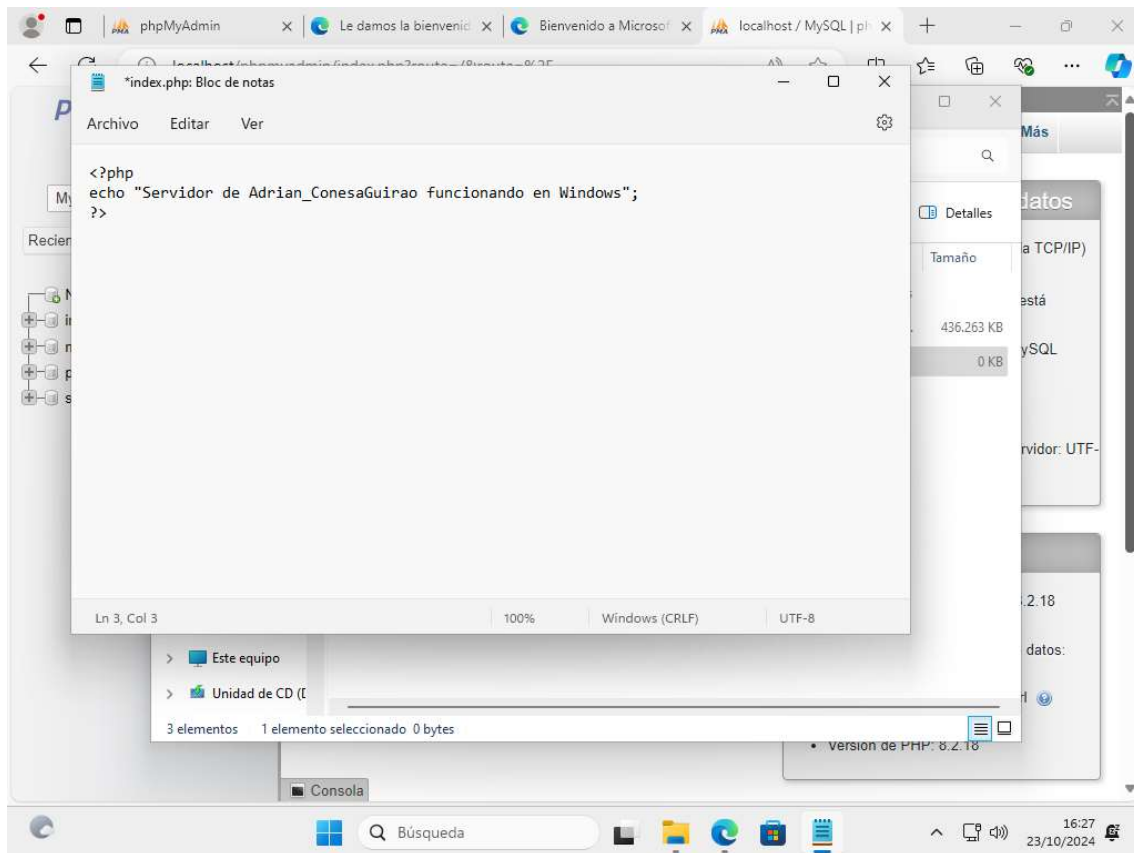 phpMyAdmin
Le damos la bienvenid
Bienvenido a Microsof
localhost / MySQL | ph
*index.php: Bloc de notas
Archivo Editar Ver
<?php
echo "Servidor de Adrian_ConesaGuirao funcionando en Windows";
?>
Ln 3, Col 3 100% Windows (CRLF) UTF-8
P
My
Recien
N
in
m
p
s
Más
Detalles
Tamaño
436.263 KB
0 KB
datos
a TCP/IP)
está
ySQL
rvidor: UTF-
.2.18
datos:
rl
Este equipo
Unidad de CD (D
3 elementos 1 elemento seleccionado 0 bytes
Versión de PHP: 8.2.18
Consola
Búsqueda
16:27
23/10/2024